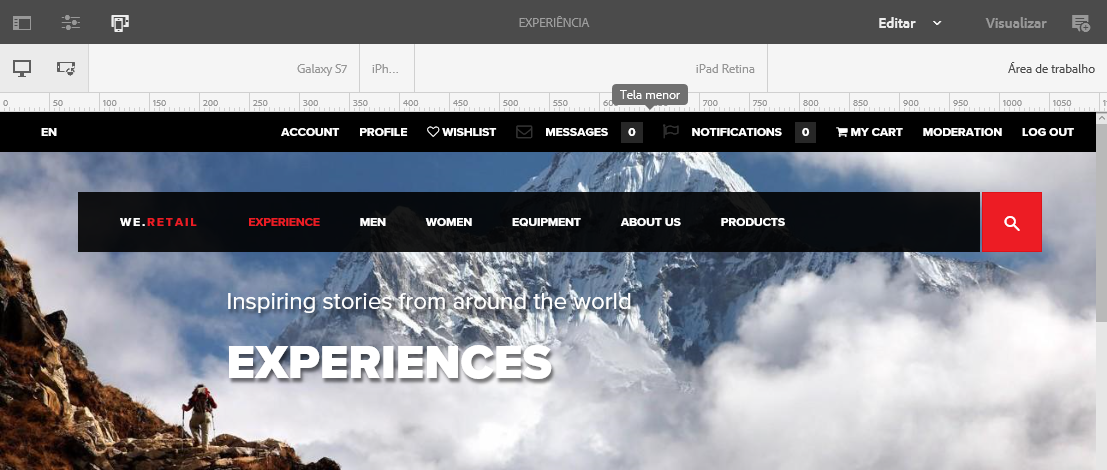 EXPERIÊNCIA Editar Visualizar
Galaxy S7 iPh... iPad Retina Área de trabalho
0 50 100 150 200 250 300 350 400 450 500 550 600 700 750 800 850 900 950 1000 1050
Tela menor
EN ACCOUNT PROFILE WISHLIST MESSAGES 0 NOTIFICATIONS 0 MY CART MODERATION LOG OUT
WE.RETAIL EXPERIENCE MEN WOMEN EQUIPMENT ABOUT US PRODUCTS
Inspiring stories from around the world
EXPERIENCES